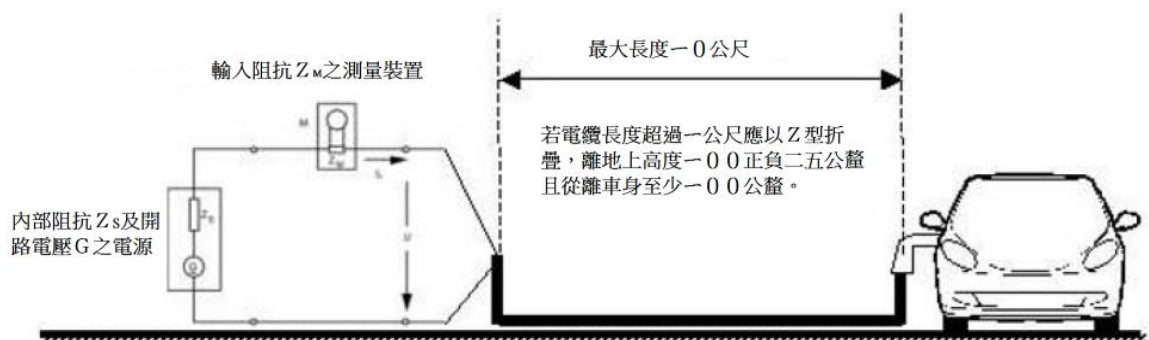 最大長度一０公尺
輸入阻抗ＺM之測量裝置
M
若電纜長度超過一公尺應以Ｚ型折
疊，離地上高度一００正負二五公釐
且從離車身至少一００公釐。
內部阻抗ＺS及開
路電壓Ｇ之電源
ZS
U
G